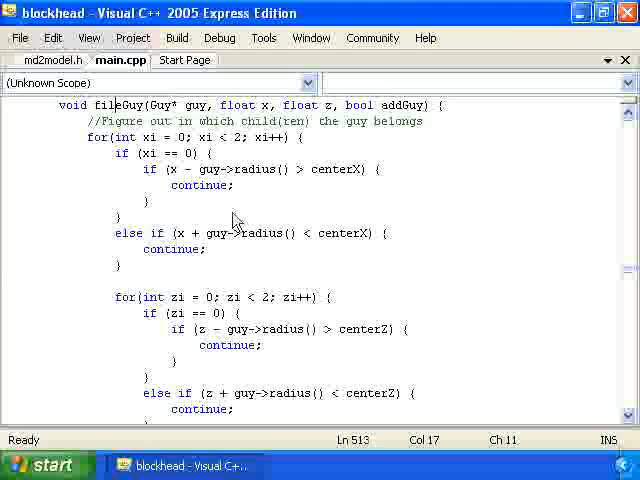 blockhead - Visual C++ 2005 Express Edition
File Edit View Project Build Debug Tools Window Community Help
md2model.h main.cpp Start Page
(Unknown Scope)
void fileGuy(Guy* guy, float x, float z, bool addGuy) {
//Figure out in which child(ren) the guy belongs
for(int xi = 0; xi < 2; xi++) {
if (xi == 0) {
if (x - guy->radius() > centerX) {
continue;
}
}
else if (x + guy->radius() < centerX) {
continue;
}
for(int zi = 0; zi < 2; zi++) {
if (zi == 0) {
if (z - guy->radius() > centerZ) {
continue;
}
}
else if (z + guy->radius() < centerZ) {
continue;
}
Ready Ln 513 Col 17 Ch 11 INS
start blockhead - Visual C++...